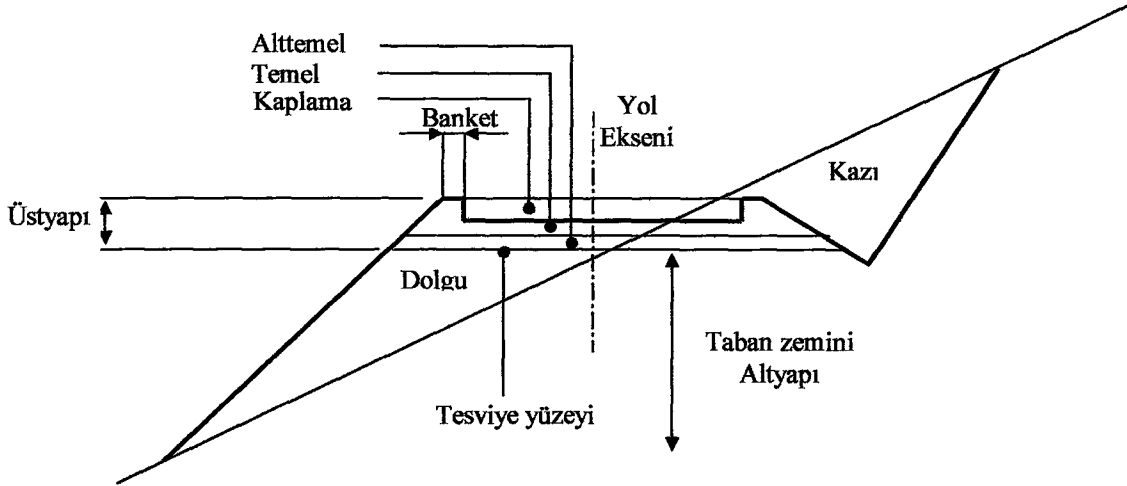 Alttemel
Temel
Kaplama
Banket
Yol
Ekseni
Kazı
Üstyapı
Dolgu
Taban zemini
Altyapı
Tesviye yüzeyi